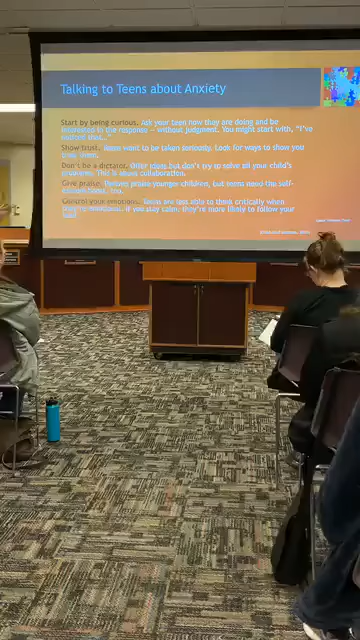 Talking to Teens about Anxiety
Start by being curious. Ask your teen how they are doing and be
interested in the response – without judgment. You might start with, "I've
noticed that..."
Show trust. Teens want to be taken seriously. Look for ways to show you
trust them.
Don't be a dictator. Offer ideas but don't try to solve all your child's
problems. This is about collaboration.
Give praise. Parents praise younger children, but teens need the self-
too.
Control your emotions. Teens are less able to think critically when
if you stay calm; they're more likely to follow your
lead